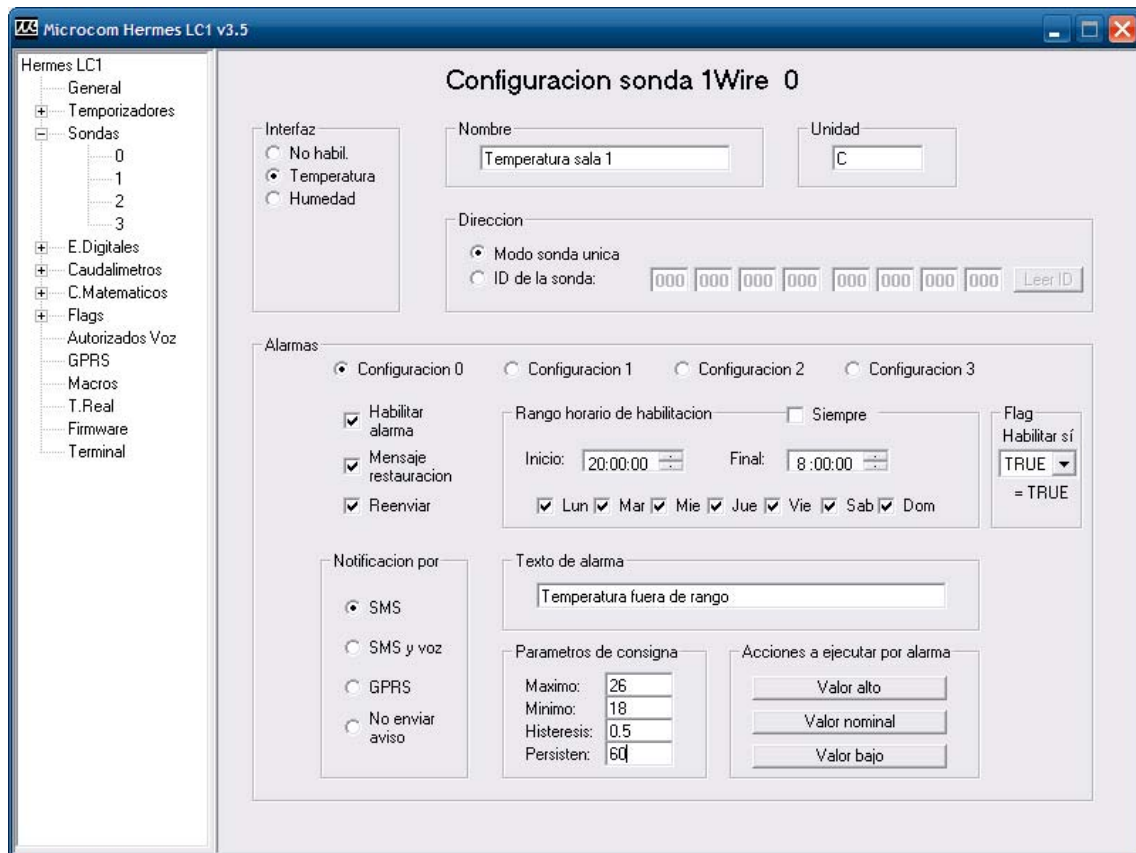 Microcom Hermes LC1 v3.5
Hermes LC1
General
Temporizadores
Sondas
0
1
2
3
E.Digitales
Caudalimetros
C.Matematicos
Flags
Autorizados Voz
GPRS
Macros
T.Real
Firmware
Terminal
Configuracion sonda 1Wire 0
Interfaz
No habil.
Temperatura
Humedad
Nombre
Temperatura sala 1
Unidad
C
Direccion
Modo sonda unica
ID de la sonda: 000 000 000 000 000 000 000 000 Leer ID
Alarmas
Configuracion 0 Configuracion 1 Configuracion 2 Configuracion 3
Habilitar
alarma
Mensaje
restauracion
Reenviar
Rango horario de habilitacion Siempre
Inicio: 20:00:00 Final: 8 :00:00
Lun Mar Mie Jue Vie Sab Dom
Flag
Habilitar sí
TRUE
= TRUE
Notificacion por
SMS
SMS y voz
GPRS
No enviar
aviso
Texto de alarma
Temperatura fuera de rango
Parametros de consigna
Maximo: 26
Minimo: 18
Histeresis: 0.5
Persisten: 60
Acciones a ejecutar por alarma
Valor alto
Valor nominal
Valor bajo